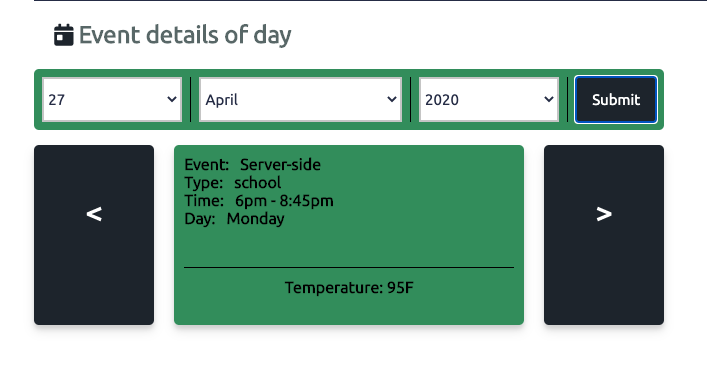 Event details of day
27 April 2020 Submit
<
Event: Server-side
Type: school
Time: 6pm - 8:45pm
Day: Monday
Temperature: 95F
>